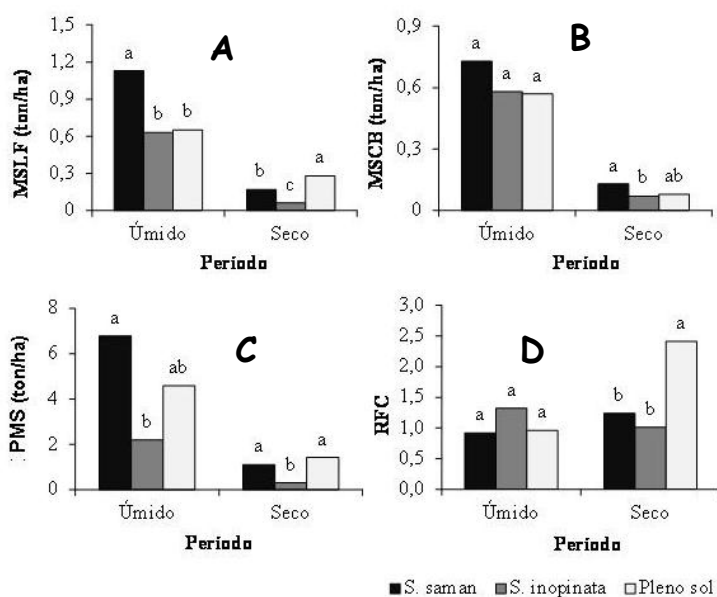 A
MSLF (ton/ha)
1,5
1,2
0,9
0,6
0,3
0
a
b
b
b
c
a
Úmido
Seco
Período
B
MSCB (ton/ha)
0,9
0,6
0,3
0
a
a
a
a
b
ab
Úmido
Seco
Período
C
PMS (ton/ha)
8
6
4
2
0
a
b
ab
a
b
a
Úmido
Seco
Período
D
RFC
3,0
2,5
2,0
1,5
1,0
0,5
0,0
a
a
a
b
b
a
Úmido
Seco
Período
S. saman
S. inopinata
Pleno sol